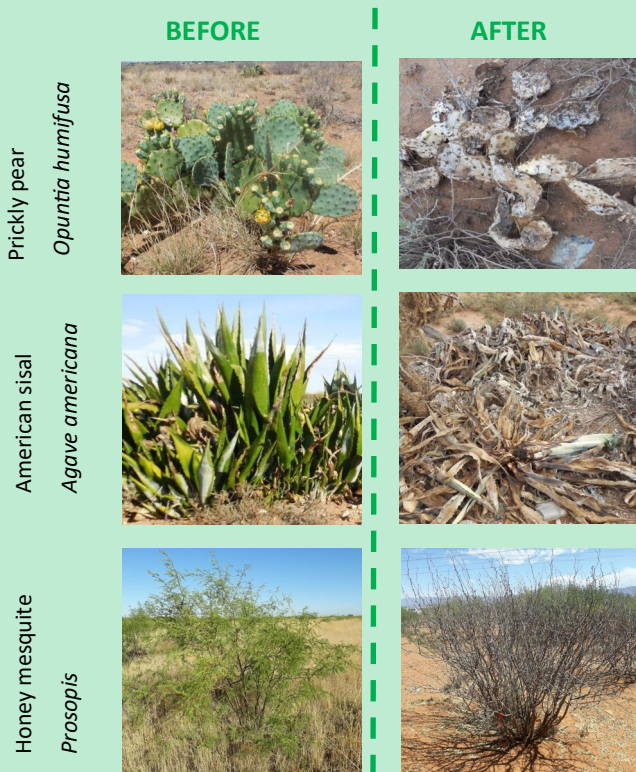 BEFORE
AFTER
Prickly pear
Opuntia humifusa
American sisal
Agave americana
Honey mesquite
Prosopis